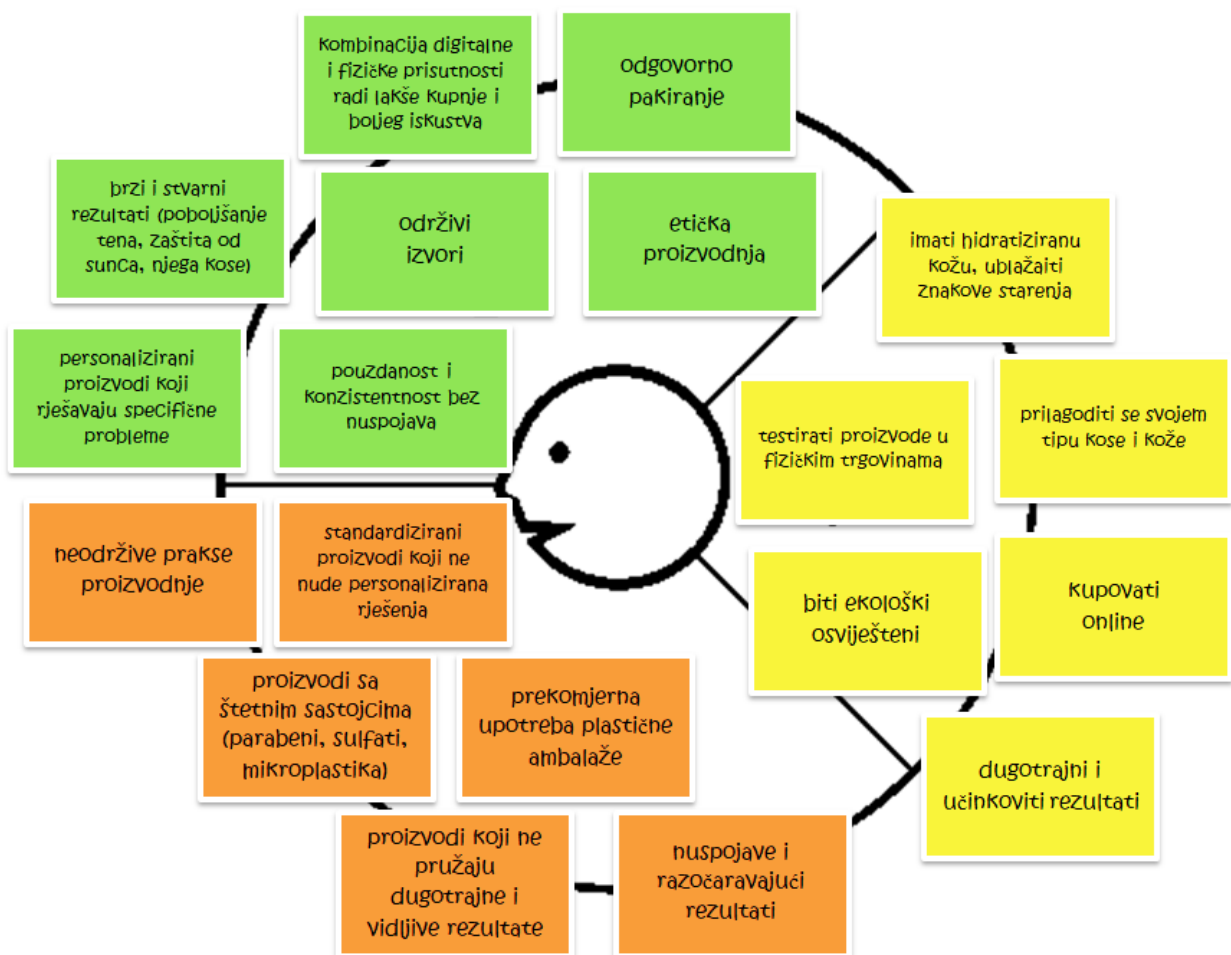 kombinacija digitalne
i fizičke prisutnosti
radi lakše kupnje i
boljeg iskustva
odgovorno
pakiranje
brzi i stvarni
rezultati (poboljšanje
tena, zaštita od
sunca, njega kose)
održivi
izvori
etička
proizvodnja
imati hidratiziranu
kožu, ublažaiti
znakove starenja
personalizirani
proizvodi koji
rješavaju specifične
probleme
pouzdanost i
konzistentnost bez
nuspojava
testirati proizvode u
fizičkim trgovinama
prilagoditi se svojem
tipu kose i kože
neodržive prakse
proizvodnje
standardizirani
proizvodi koji ne
nude personalizirana
rješenja
biti ekološki
osviješteni
kupovati
online
proizvodi sa
štetnim sastojcima
(parabeni, sulfati,
mikroplastika)
prekomjerna
upotreba plastične
ambalaže
dugotrajni i
učinkoviti rezultati
proizvodi koji ne
pružaju
dugotrajne i
vidljive rezultate
nuspojave i
razočaravajući
rezultati